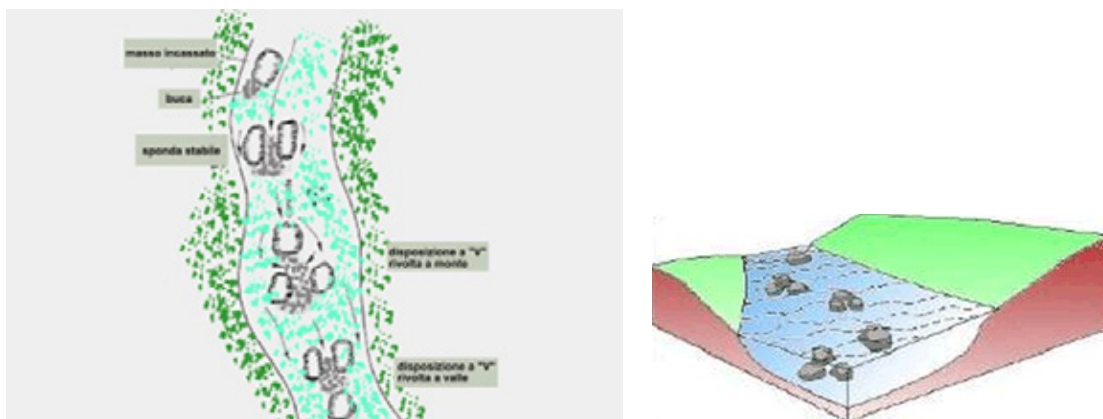 masso incassato
buca
sponda stabile
disposizione a "V"
rivolta a monte
disposizione a "V"
rivolta a valle